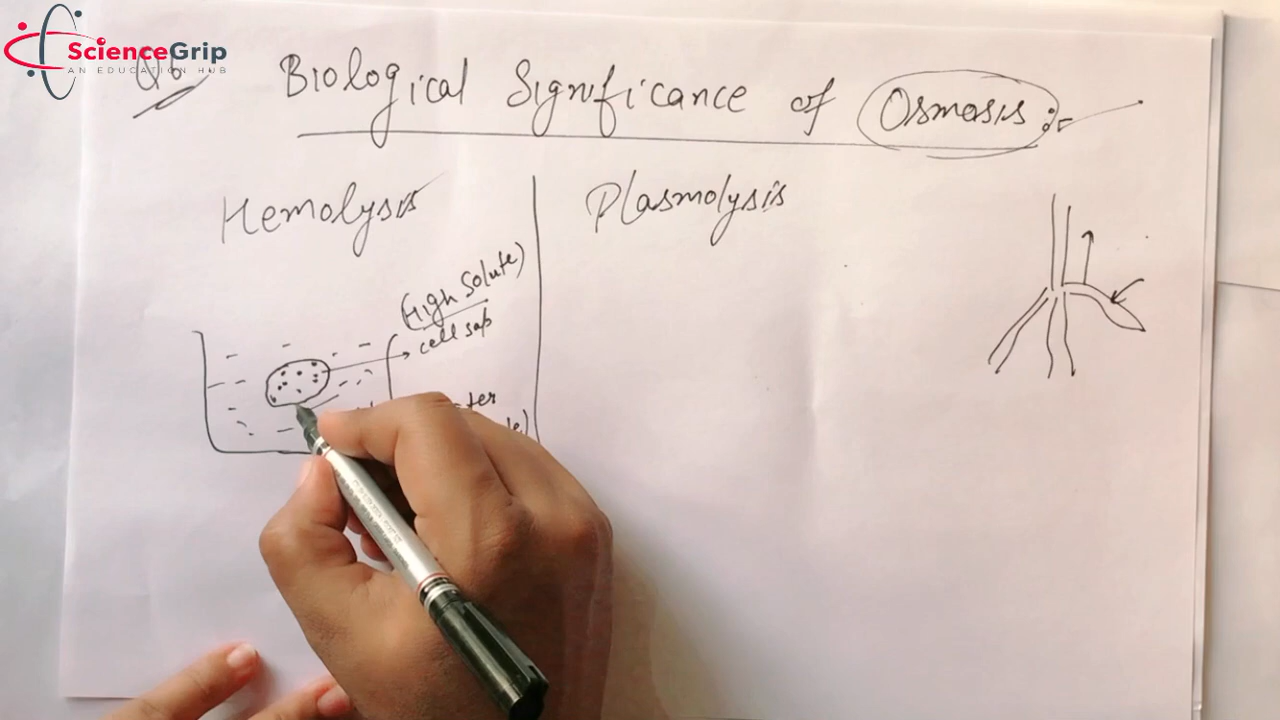 ScienceGrip
AN EDUCATION HUB
Biological Significance of Osmosis :-
Hemolysis
Plasmolysis
(High Solute)
cell sap